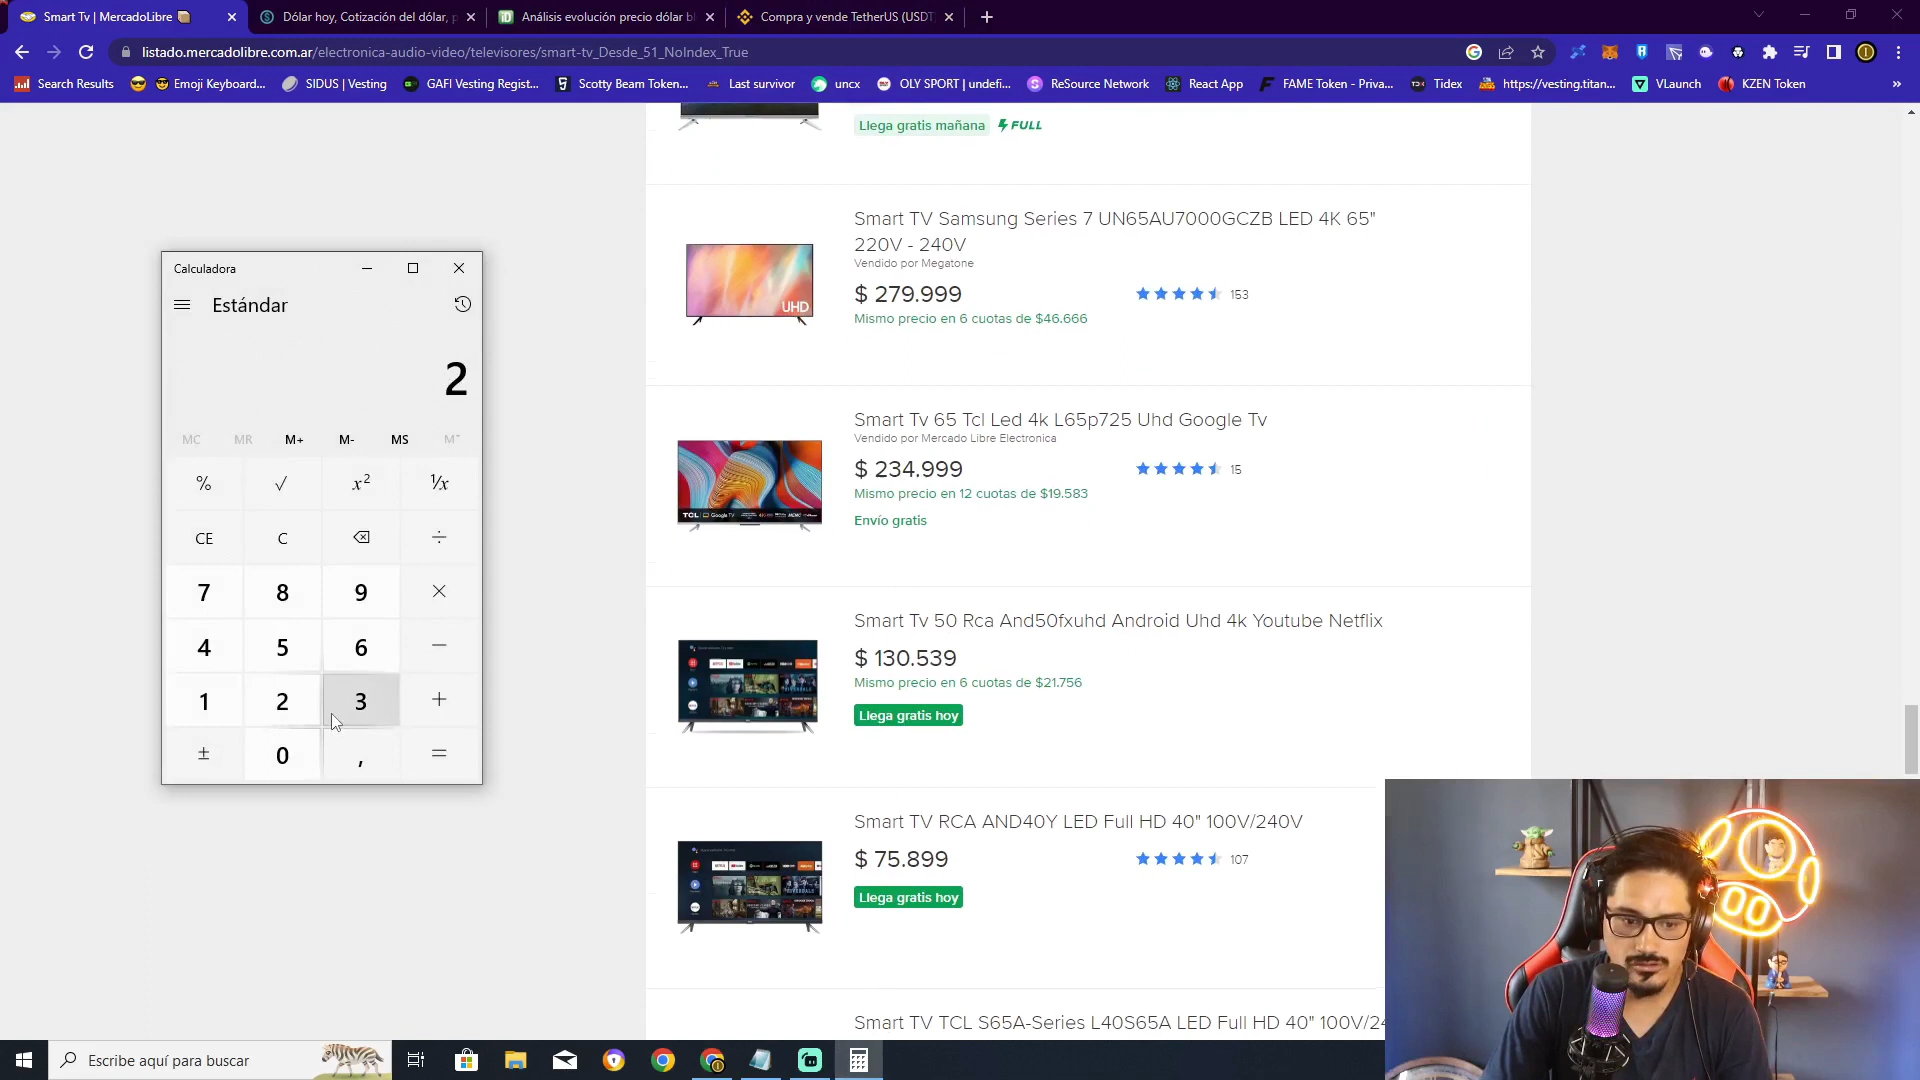 Smart Tv | MercadoLibre
Dólar hoy, Cotización del dólar, p
Análisis evolución precio dólar bl
Compra y vende TetherUS (USDT
listado.mercadolibre.com.ar/electronica-audio-video/televisores/smart-tv_Desde_51_NoIndex_True
Search Results
Emoji Keyboard...
SIDUS | Vesting
GAFI Vesting Regist...
Scotty Beam Token...
Last survivor
uncx
OLY SPORT | undefi...
ReSource Network
React App
FAME Token - Priva...
Tidex
https://vesting.titan...
VLaunch
KZEN Token
»
Llega gratis mañana
FULL
Smart TV Samsung Series 7 UN65AU7000GCZB LED 4K 65"
220V - 240V
Vendido por Megatone
$ 279.999
153
Mismo precio en 6 cuotas de $46.666
UHD
Smart Tv 65 Tcl Led 4k L65p725 Uhd Google Tv
Vendido por Mercado Libre Electronica
$ 234.999
15
Mismo precio en 12 cuotas de $19.583
Envío gratis
TCL
Google TV
Smart Tv 50 Rca And50fxuhd Android Uhd 4k Youtube Netflix
$ 130.539
Mismo precio en 6 cuotas de $21.756
Llega gratis hoy
Smart TV RCA AND40Y LED Full HD 40" 100V/240V
$ 75.899
107
Llega gratis hoy
Smart TV TCL S65A-Series L40S65A LED Full HD 40" 100V/24
Calculadora
Estándar
2
MC MR M+ M- MS M˅
% √ x² ¹/x
CE C ÷
7 8 9 ×
4 5 6 −
1 2 3 +
± 0 , =
Escribe aquí para buscar